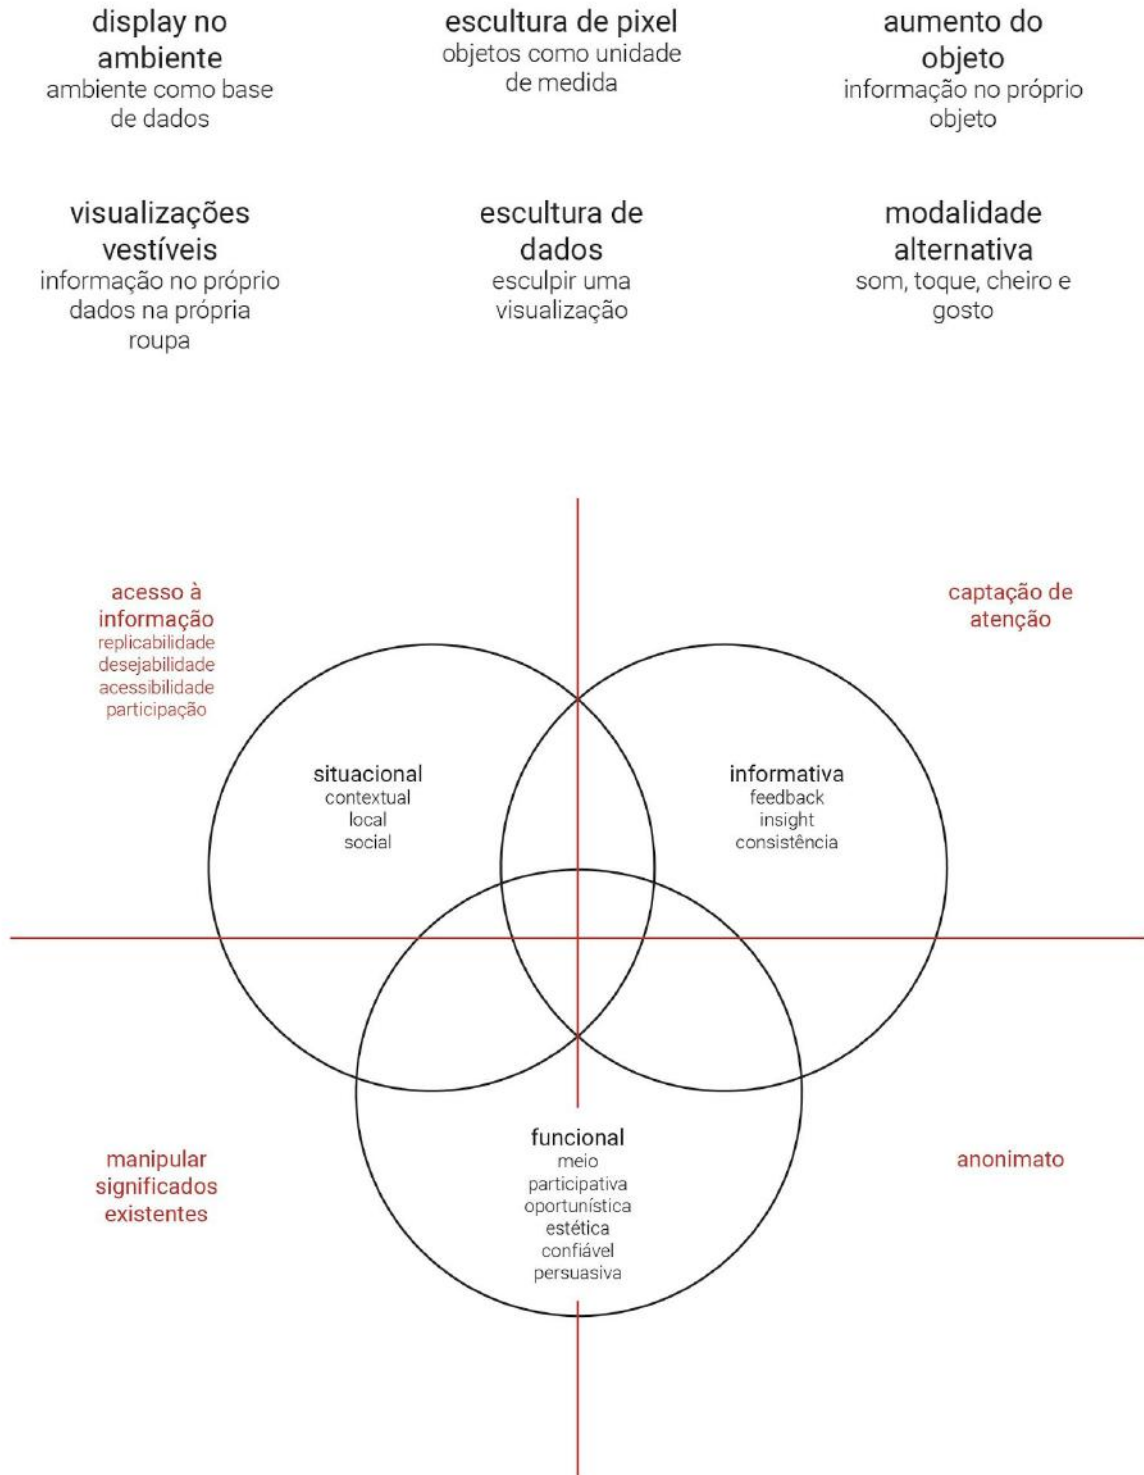 display no
ambiente
ambiente como base
de dados
escultura de pixel
objetos como unidade
de medida
aumento do
objeto
informação no próprio
objeto
visualizações
vestíveis
informação no próprio
dados na própria
roupa
escultura de
dados
esculpir uma
visualização
modalidade
alternativa
som, toque, cheiro e
gosto
acesso à
informação
replicabilidade
desejabilidade
acessibilidade
participação
captação de
atenção
situacional
contextual
local
social
informativa
feedback
insight
consistência
manipular
significados
existentes
funcional
meio
participativa
oportunística
estética
confiável
persuasiva
anonimato